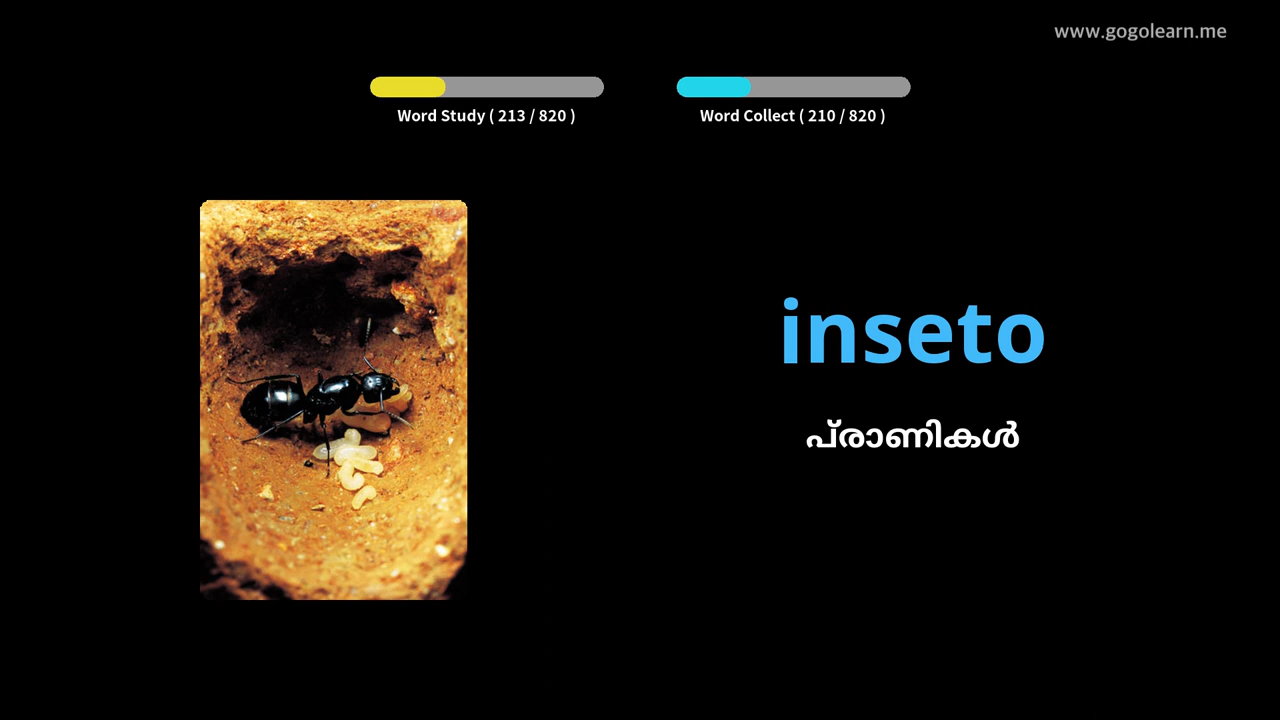 www.gogolearn.me
Word Study ( 213 / 820 )
Word Collect ( 210 / 820 )
inseto
പ്രാണികൾ